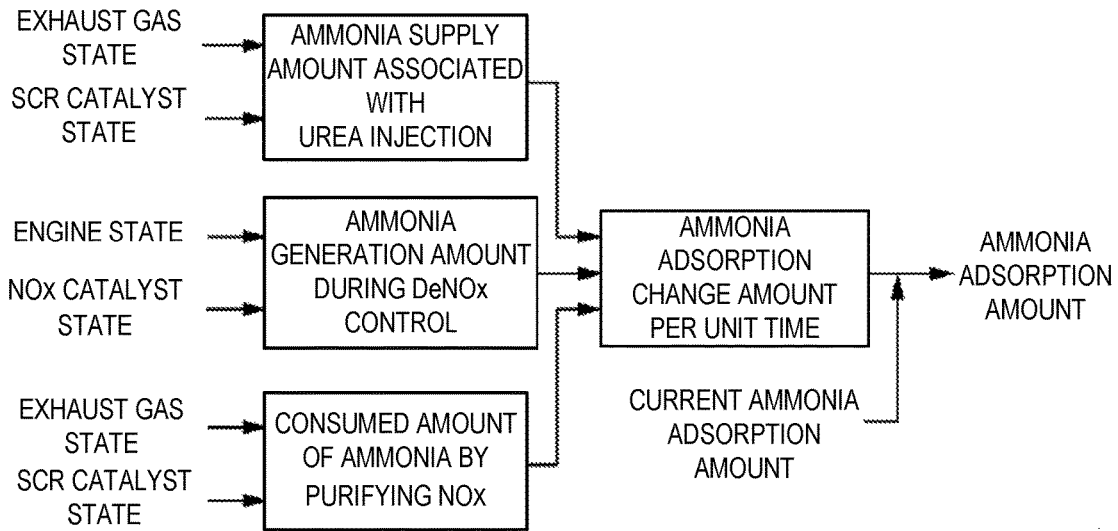 EXHAUST GAS
STATE
SCR CATALYST
STATE
AMMONIA SUPPLY
AMOUNT ASSOCIATED
WITH
UREA INJECTION
ENGINE STATE
NOx CATALYST
STATE
AMMONIA
GENERATION AMOUNT
DURING DeNOx
CONTROL
EXHAUST GAS
STATE
SCR CATALYST
STATE
CONSUMED AMOUNT
OF AMMONIA BY
PURIFYING NOx
AMMONIA
ADSORPTION
CHANGE AMOUNT
PER UNIT TIME
CURRENT AMMONIA
ADSORPTION
AMOUNT
AMMONIA
ADSORPTION
AMOUNT